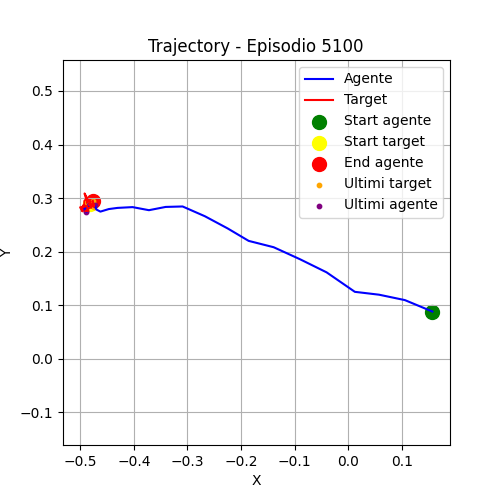 Trajectory - Episodio 5100
Agente
Target
Start agente
Start target
End agente
Ultimi target
Ultimi agente
Y
0.5
0.4
0.3
0.2
0.1
0.0
−0.1
−0.5 −0.4 −0.3 −0.2 −0.1 0.0 0.1
X